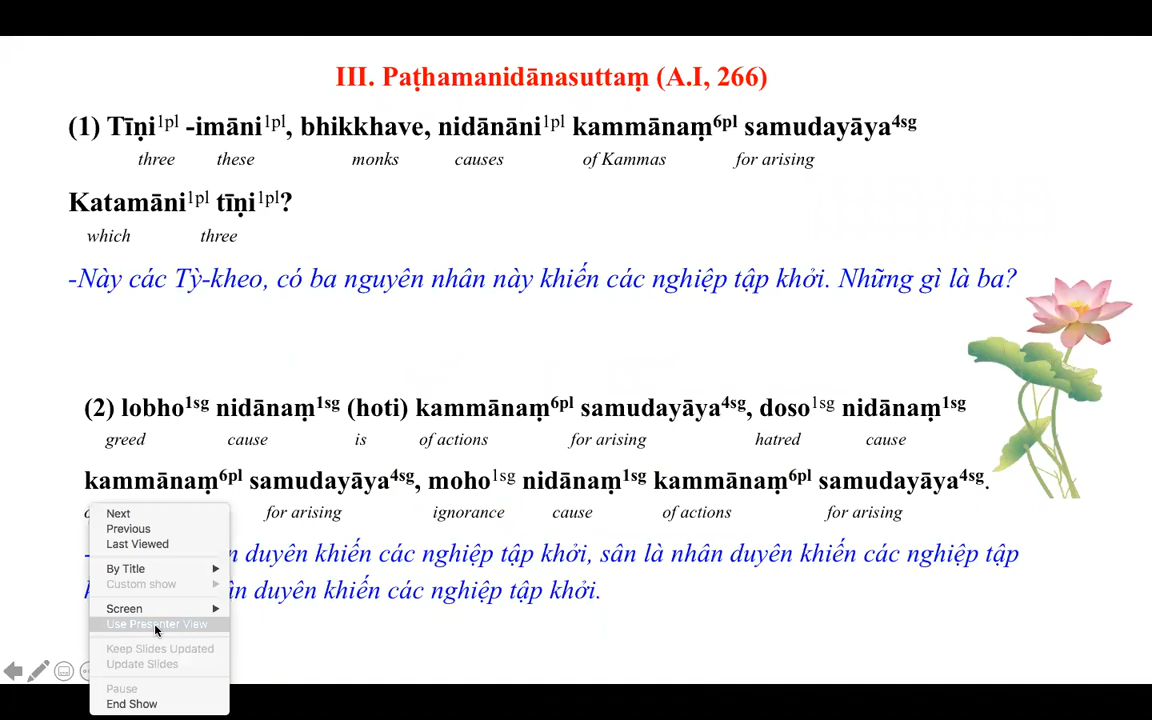 III. Paṭhamanidānasuttaṃ (A.I, 266)
(1) Tīṇi1pl -imāni1pl, bhikkhave, nidānāni1pl kammānaṃ6pl samudayāya4sg
three these monks causes of Kammas for arising
Katamāni1pl tīṇi1pl?
which three
-Này các Tỳ-kheo, có ba nguyên nhân này khiến các nghiệp tập khởi. Những gì là ba?
(2) lobho1sg nidānaṃ1sg (hoti) kammānaṃ6pl samudayāya4sg, doso1sg nidānaṃ1sg
greed cause is of actions for arising hatred cause
kammānaṃ6pl samudayāya4sg, moho1sg nidānaṃ1sg kammānaṃ6pl samudayāya4sg.
for arising ignorance cause of actions for arising
duyên khiến các nghiệp tập khởi, sân là nhân duyên khiến các nghiệp tập
duyên khiến các nghiệp tập khởi.
Next
Previous
Last Viewed
By Title
Custom show
Screen
Use Presenter View
Keep Slides Updated
Update Slides
Pause
End Show